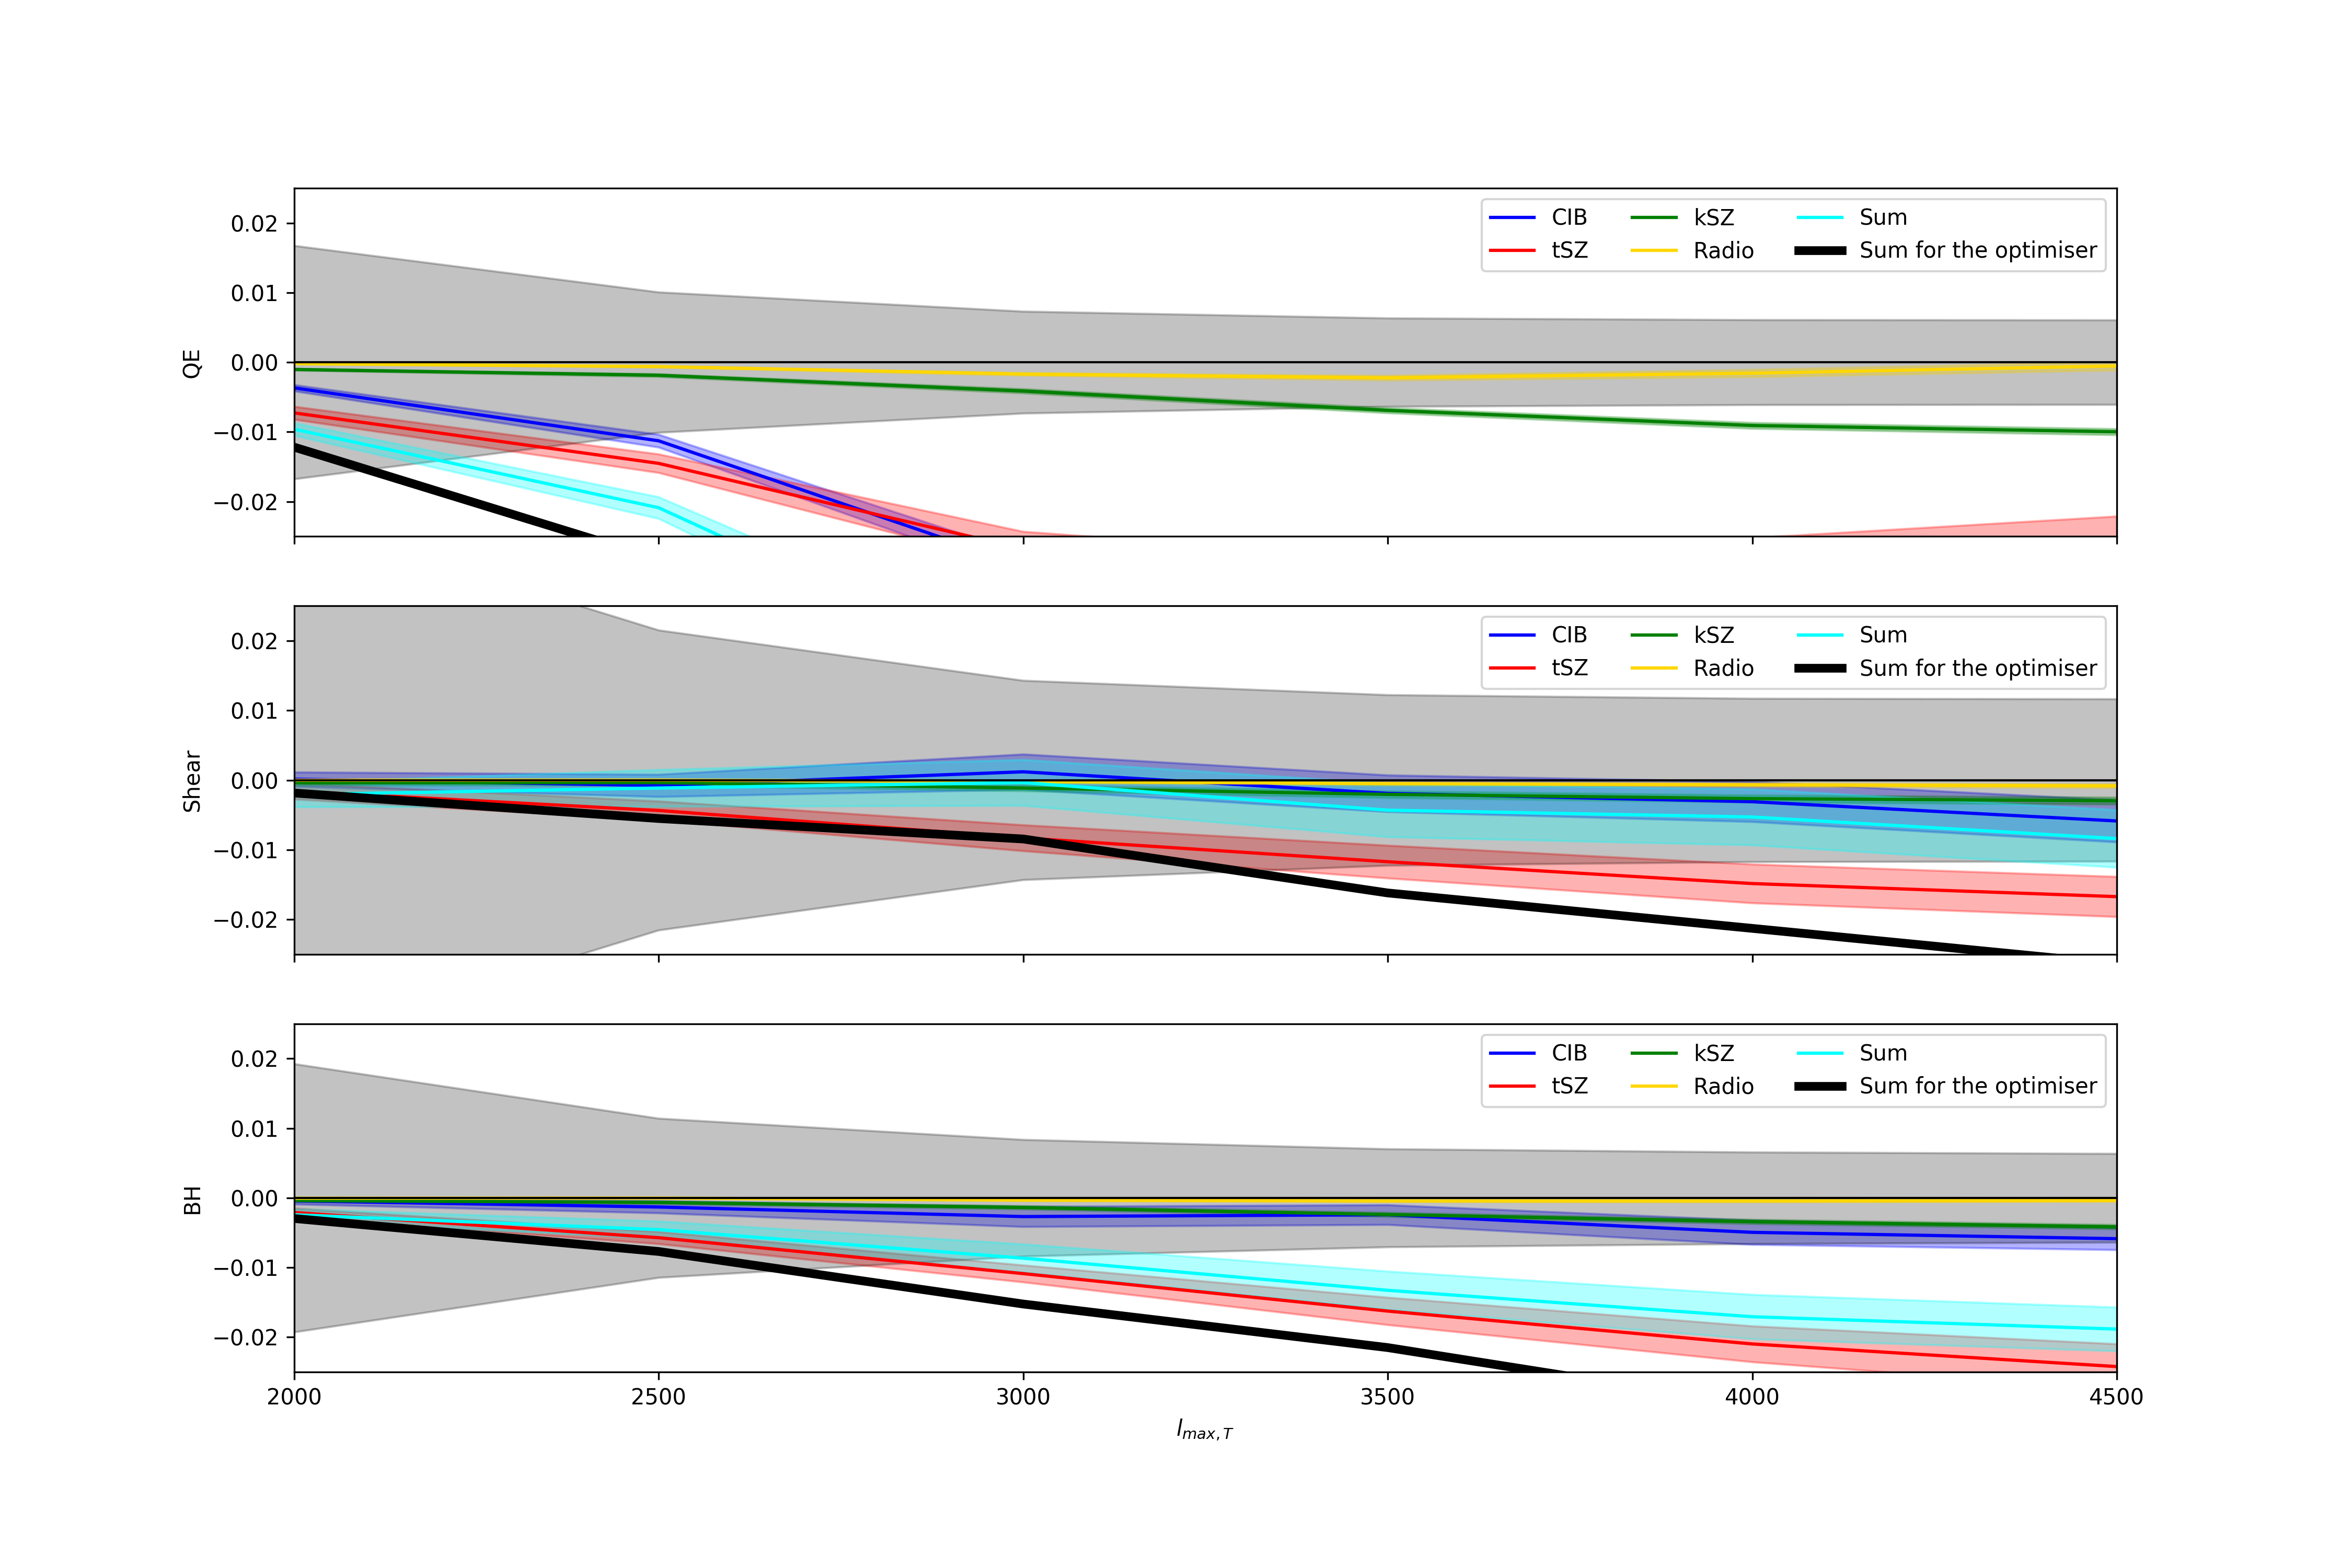 CIB kSZ Sum
tSZ Radio Sum for the optimiser
0.02
0.01
0.00
−0.01
−0.02
QE
CIB kSZ Sum
tSZ Radio Sum for the optimiser
0.02
0.01
0.00
−0.01
−0.02
Shear
CIB kSZ Sum
tSZ Radio Sum for the optimiser
0.02
0.01
0.00
−0.01
−0.02
BH
2000 2500 3000 3500 4000 4500
l_{max, T}